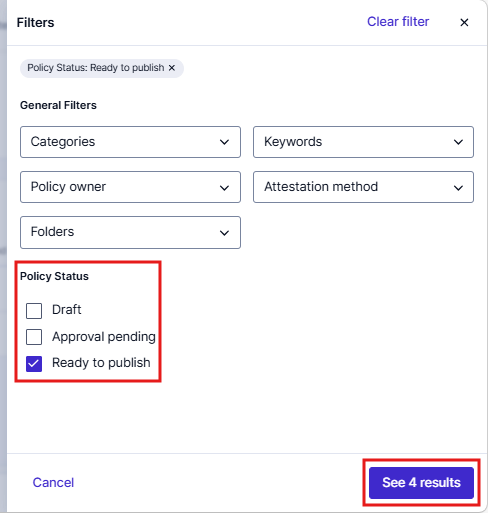 Filters
Clear filter
Policy Status: Ready to publish
General Filters
Categories
Keywords
Policy owner
Attestation method
Folders
Policy Status
Draft
Approval pending
Ready to publish
Cancel
See 4 results